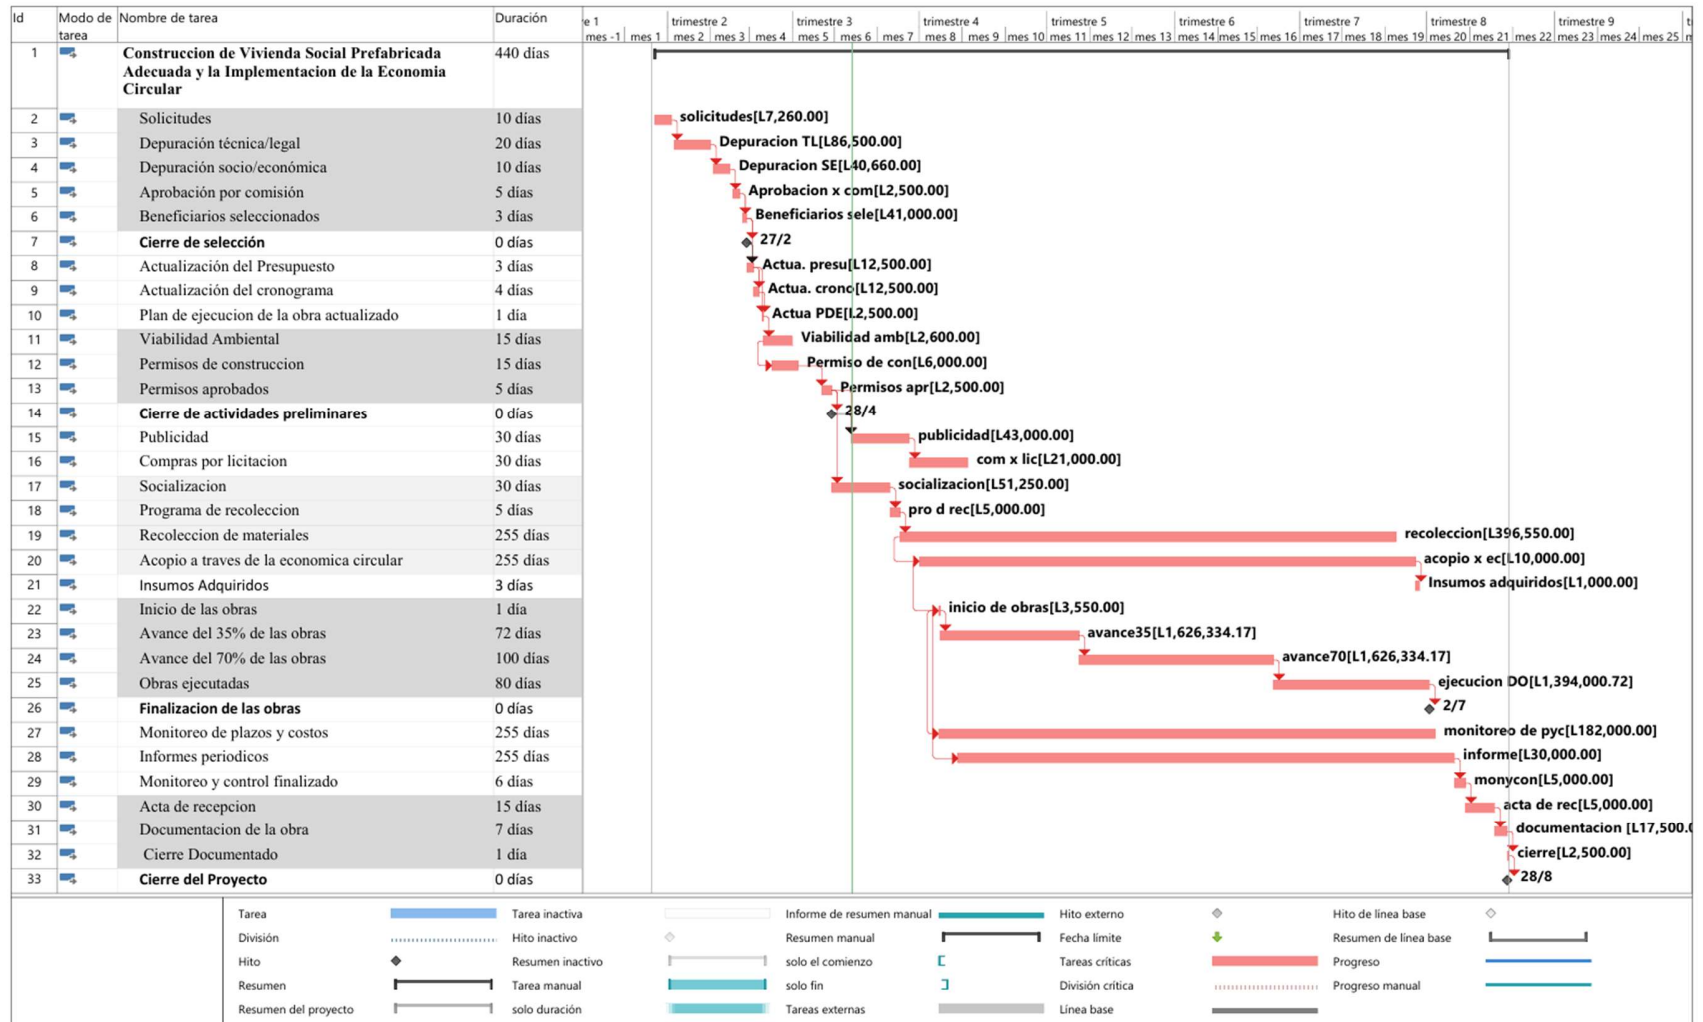 Id Modo de tarea Nombre de tarea Duración
trimestre 2 trimestre 3 trimestre 4 trimestre 5 trimestre 6 trimestre 7 trimestre 8 trimestre 9
mes -1 mes 1 mes 2 mes 3 mes 4 mes 5 mes 6 mes 7 mes 8 mes 9 mes 10 mes 11 mes 12 mes 13 mes 14 mes 15 mes 16 mes 17 mes 18 mes 19 mes 20 mes 21 mes 22 mes 23 mes 24 mes 25
1 Construccion de Vivienda Social Prefabricada 440 días
Adecuada y la Implementacion de la Economia
Circular
2 Solicitudes 10 días solicitudes[L7,260.00]
3 Depuración técnica/legal 20 días Depuracion TL[L86,500.00]
4 Depuración socio/económica 10 días Depuracion SE[L40,660.00]
5 Aprobación por comisión 5 días Aprobacion x com[L2,500.00]
6 Beneficiarios seleccionados 3 días Beneficiarios sele[L41,000.00]
7 Cierre de selección 0 días 27/2
8 Actualización del Presupuesto 3 días Actua. presu[L12,500.00]
9 Actualización del cronograma 4 días Actua. crono[L12,500.00]
10 Plan de ejecucion de la obra actualizado 1 día Actua PDE[L2,500.00]
11 Viabilidad Ambiental 15 días Viabilidad amb[L2,600.00]
12 Permisos de construccion 15 días Permiso de con[L6,000.00]
13 Permisos aprobados 5 días Permisos apr[L2,500.00]
14 Cierre de actividades preliminares 0 días 28/4
15 Publicidad 30 días publicidad[L43,000.00]
16 Compras por licitacion 30 días com x lic[L21,000.00]
17 Socializacion 30 días socializacion[L51,250.00]
18 Programa de recoleccion 5 días pro d rec[L5,000.00]
19 Recoleccion de materiales 255 días recoleccion[L396,550.00]
20 Acopio a traves de la economica circular 255 días acopio x ec[L10,000.00]
21 Insumos Adquiridos 3 días Insumos adquiridos[L1,000.00]
22 Inicio de las obras 1 día inicio de obras[L3,550.00]
23 Avance del 35% de las obras 72 días avance35[L1,626,334.17]
24 Avance del 70% de las obras 100 días avance70[L1,626,334.17]
25 Obras ejecutadas 80 días ejecucion DO[L1,394,000.72]
26 Finalizacion de las obras 0 días 2/7
27 Monitoreo de plazos y costos 255 días monitoreo de pyc[L182,000.00]
28 Informes periodicos 255 días informe[L30,000.00]
29 Monitoreo y control finalizado 6 días monycon[L5,000.00]
30 Acta de recepcion 15 días acta de rec[L5,000.00]
31 Documentacion de la obra 7 días documentacion [L17,500.
32 Cierre Documentado 1 día cierre[L2,500.00]
33 Cierre del Proyecto 0 días 28/8
Tarea Tarea inactiva Informe de resumen manual Hito externo Hito de línea base
División Hito inactivo Resumen manual Fecha límite Resumen de línea base
Hito Resumen inactivo solo el comienzo Tareas críticas Progreso
Resumen Tarea manual solo fin División crítica Progreso manual
Resumen del proyecto solo duración Tareas externas Línea base